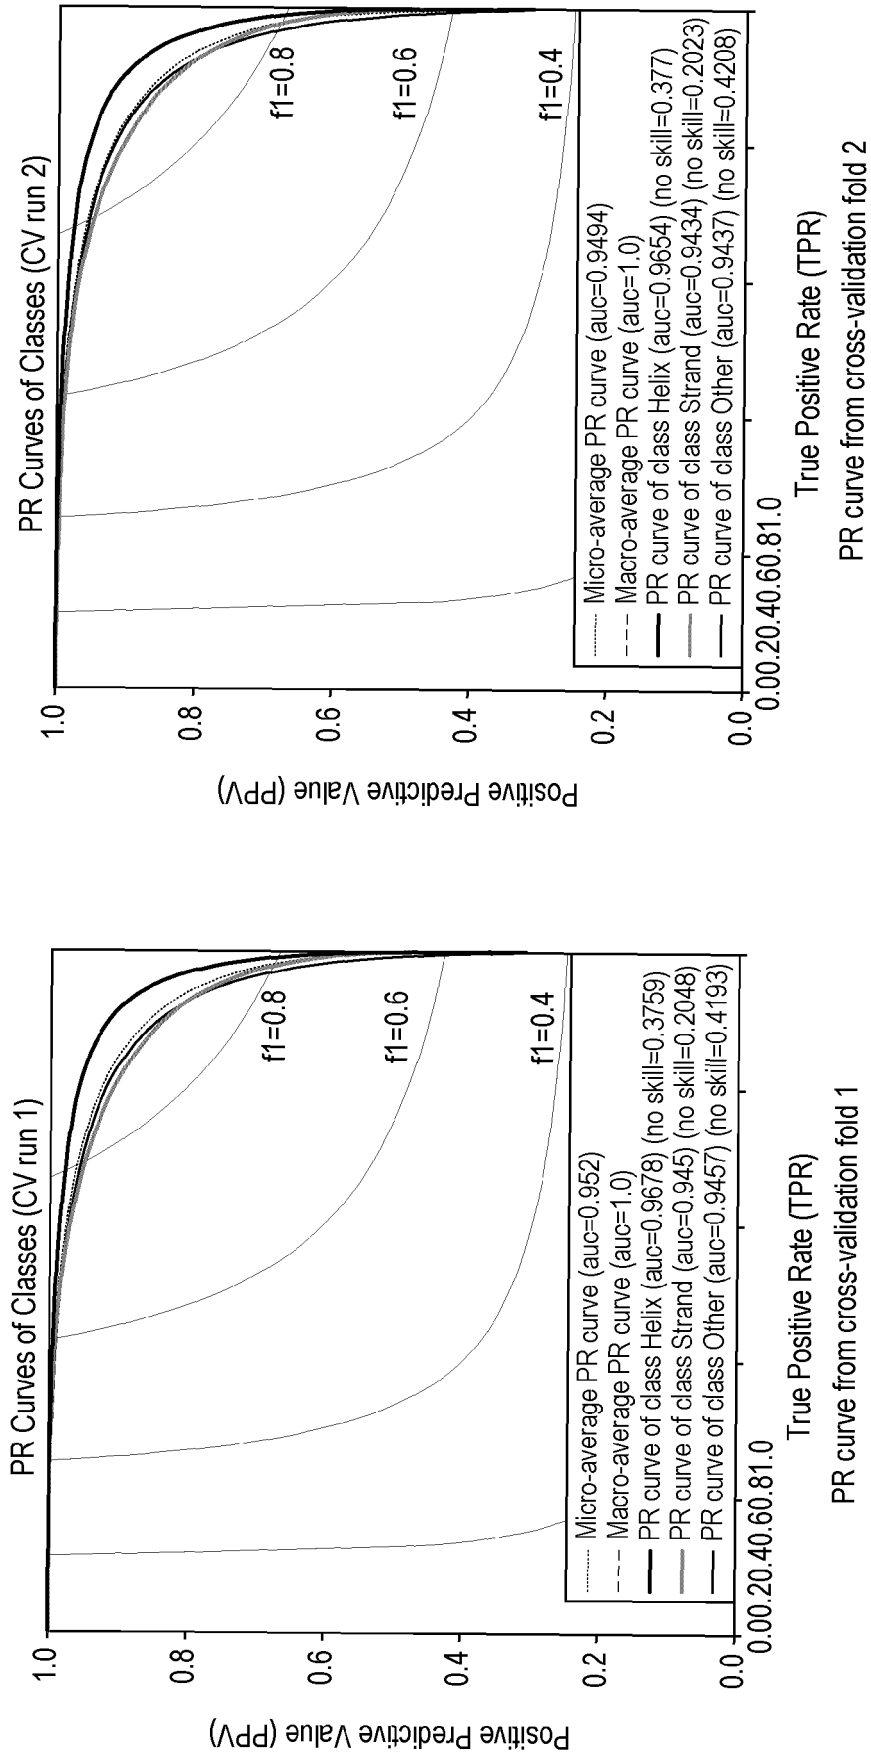 PR Curves of Classes (CV run 1)
Positive Predictive Value (PPV)
1.0
0.8
0.6
0.4
0.2
0.0
f1=0.8
f1=0.6
f1=0.4
Micro-average PR curve (auc=0.952)
Macro-average PR curve (auc=1.0)
PR curve of class Helix (auc=0.9678) (no skill=0.3759)
PR curve of class Strand (auc=0.945) (no skill=0.2048)
PR curve of class Other (auc=0.9457) (no skill=0.4193)
0.00.20.40.60.81.0
True Positive Rate (TPR)
PR curve from cross-validation fold 1
PR Curves of Classes (CV run 2)
Positive Predictive Value (PPV)
1.0
0.8
0.6
0.4
0.2
0.0
f1=0.8
f1=0.6
f1=0.4
Micro-average PR curve (auc=0.9494)
Macro-average PR curve (auc=1.0)
PR curve of class Helix (auc=0.9654) (no skill=0.377)
PR curve of class Strand (auc=0.9434) (no skill=0.2023)
PR curve of class Other (auc=0.9437) (no skill=0.4208)
0.00.20.40.60.81.0
True Positive Rate (TPR)
PR curve from cross-validation fold 2